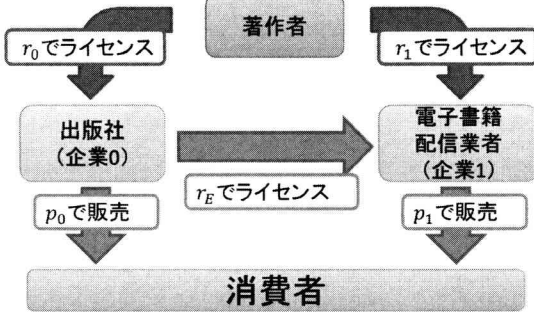 著作者
r₀でライセンス
r₁でライセンス
出版社
(企業0)
電子書籍
配信業者
(企業1)
r_Eでライセンス
p₀で販売
p₁で販売
消費者